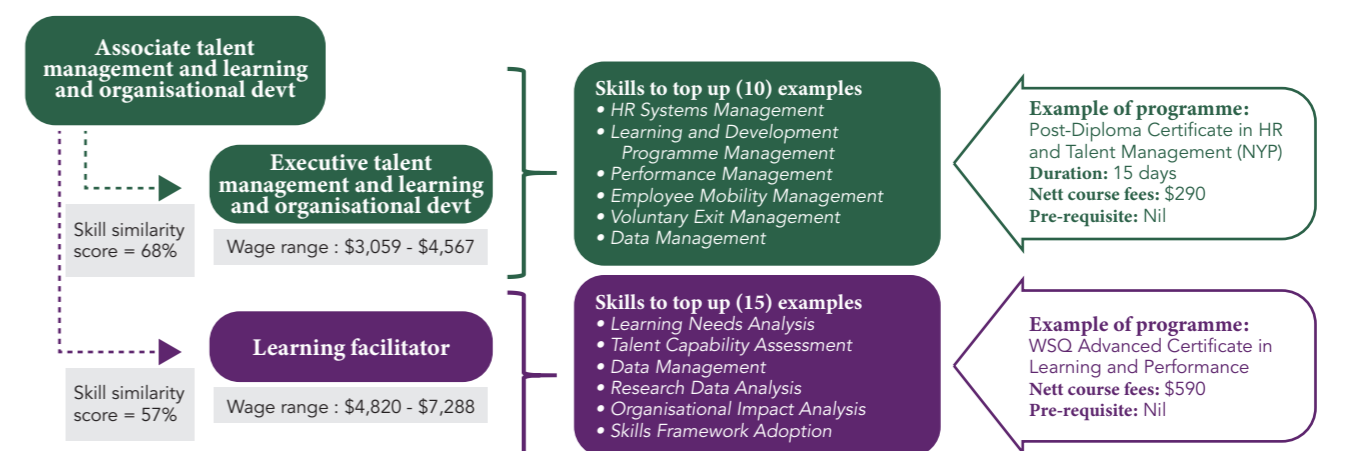 Associate talent
management and learning
and organisational devt
Executive talent
management and learning
and organisational devt
Skill similarity
score = 68%
Wage range : $3,059 - $4,567
Skills to top up (10) examples
• HR Systems Management
• Learning and Development
Programme Management
• Performance Management
• Employee Mobility Management
• Voluntary Exit Management
• Data Management
Example of programme:
Post-Diploma Certificate in HR
and Talent Management (NYP)
Duration: 15 days
Nett course fees: $290
Pre-requisite: Nil
Learning facilitator
Skill similarity
score = 57%
Wage range : $4,820 - $7,288
Skills to top up (15) examples
• Learning Needs Analysis
• Talent Capability Assessment
• Data Management
• Research Data Analysis
• Organisational Impact Analysis
• Skills Framework Adoption
Example of programme:
WSQ Advanced Certificate in
Learning and Performance
Nett course fees: $590
Pre-requisite: Nil